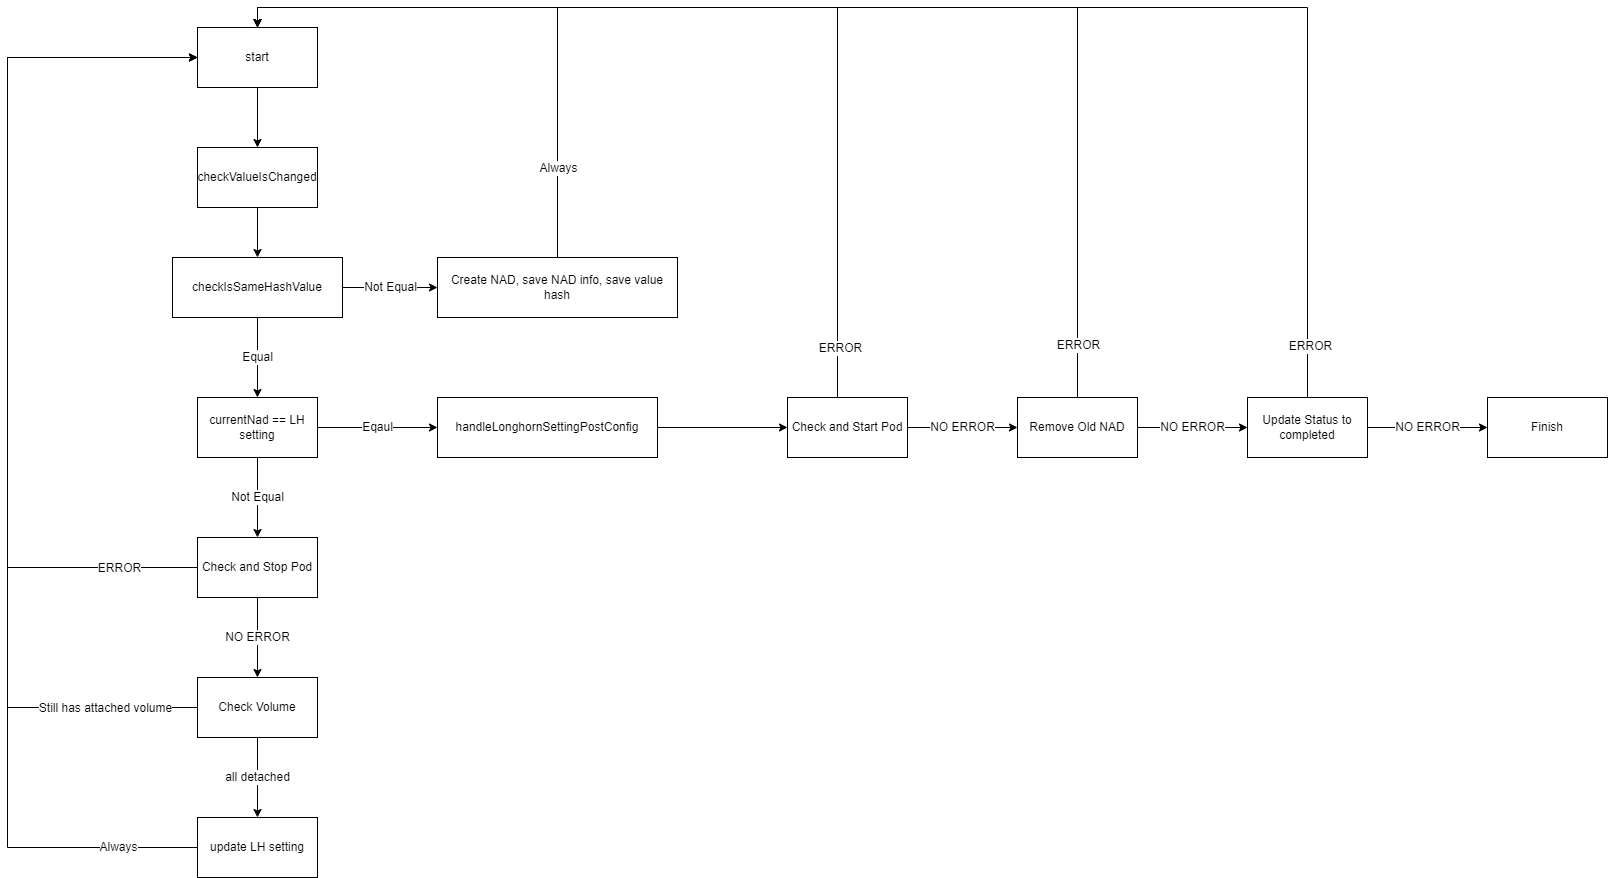 start
checkValueIsChanged
Always
checkIsSameHashValue
Not Equal
Create NAD, save NAD info, save value
hash
Equal
ERROR
ERROR
ERROR
currentNad == LH
setting
Eqaul
handleLonghornSettingPostConfig
Check and Start Pod
NO ERROR
Remove Old NAD
NO ERROR
Update Status to
completed
NO ERROR
Finish
Not Equal
ERROR
Check and Stop Pod
NO ERROR
Still has attached volume
Check Volume
all detached
Always
update LH setting